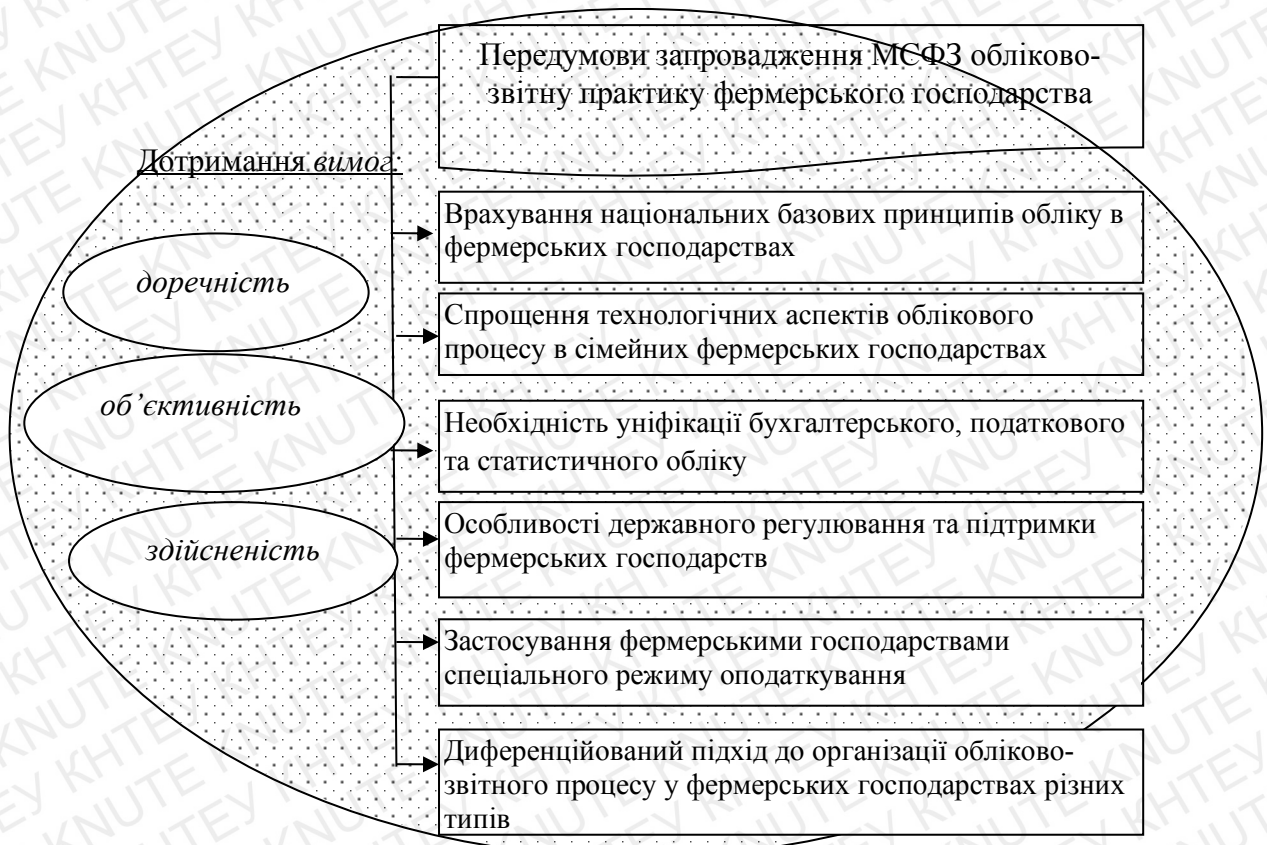 Передумови запровадження МСФЗ обліково-
звітну практику фермерського господарства
Дотримання вимог:
доречність
об’єктивність
здійсненість
Врахування національних базових принципів обліку в
фермерських господарствах
Спрощення технологічних аспектів облікового
процесу в сімейних фермерських господарствах
Необхідність уніфікації бухгалтерського, податкового
та статистичного обліку
Особливості державного регулювання та підтримки
фермерських господарств
Застосування фермерськими господарствами
спеціального режиму оподаткування
Диференційований підхід до організації обліково-
звітного процесу у фермерських господарствах різних
типів